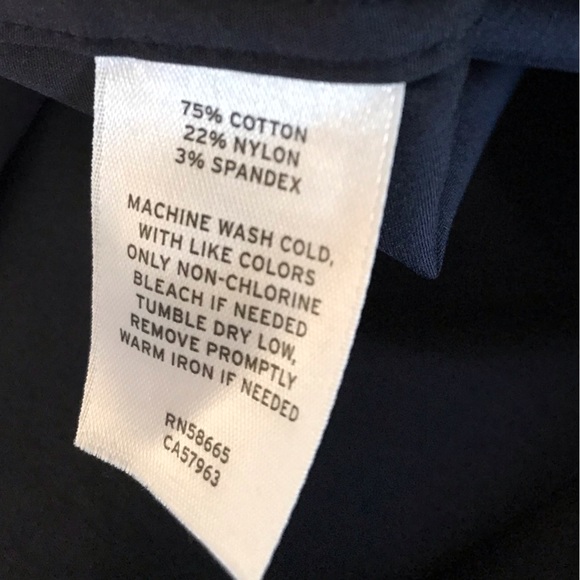 75% COTTON
22% NYLON
3% SPANDEX
MACHINE WASH COLD,
WITH LIKE COLORS
ONLY NON-CHLORINE
BLEACH IF NEEDED
TUMBLE DRY LOW,
REMOVE PROMPTLY
WARM IRON IF NEEDED
RN58665
CA57963